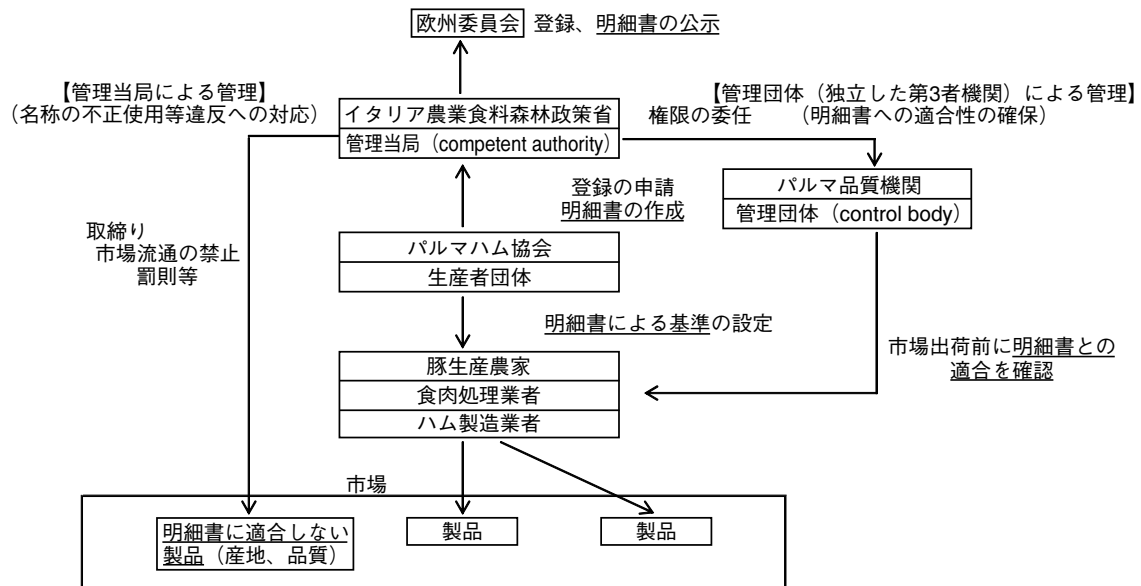 欧州委員会 登録、明細書の公示
【管理当局による管理】
(名称の不正使用等違反への対応)
【管理団体(独立した第3者機関)による管理】
権限の委任 (明細書への適合性の確保)
イタリア農業食料森林政策省
管理当局(competent authority)
パルマ品質機関
管理団体(control body)
登録の申請
明細書の作成
取締り
市場流通の禁止
罰則等
パルマハム協会
生産者団体
明細書による基準の設定
市場出荷前に明細書との
適合を確認
豚生産農家
食肉処理業者
ハム製造業者
市場
明細書に適合しない
製品(産地、品質)
製品
製品